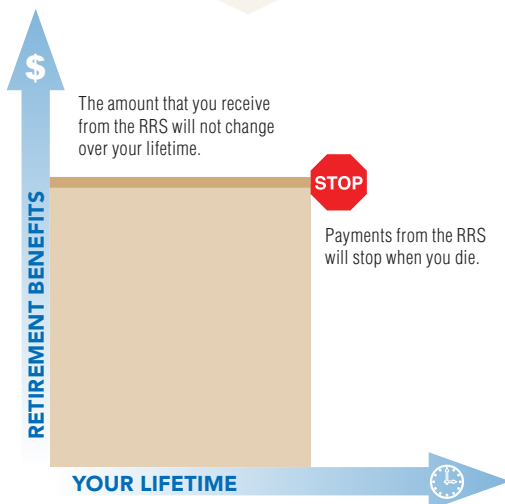 $
The amount that you receive
from the RRS will not change
over your lifetime.
STOP
Payments from the RRS
will stop when you die.
RETIREMENT BENEFITS
YOUR LIFETIME